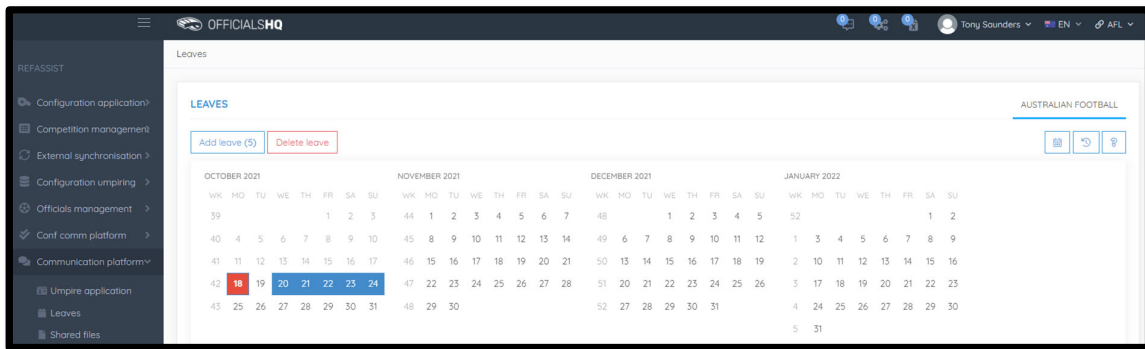 OFFICIALSHQ
0
0
0
Tony Saunders
EN
AFL
Leaves
REFASSIST
Configuration application
Competition management
External synchronisation
Configuration umpiring
Officials management
Conf comm platform
Communication platform
Umpire application
Leaves
Shared files
LEAVES
AUSTRALIAN FOOTBALL
Add leave (5)
Delete leave
OCTOBER 2021
WK MO TU WE TH FR SA SU
39 1 2 3
40 4 5 6 7 8 9 10
41 11 12 13 14 15 16 17
42 18 19 20 21 22 23 24
43 25 26 27 28 29 30 31
NOVEMBER 2021
WK MO TU WE TH FR SA SU
44 1 2 3 4 5 6 7
45 8 9 10 11 12 13 14
46 15 16 17 18 19 20 21
47 22 23 24 25 26 27 28
48 29 30
DECEMBER 2021
WK MO TU WE TH FR SA SU
48 1 2 3 4 5
49 6 7 8 9 10 11 12
50 13 14 15 16 17 18 19
51 20 21 22 23 24 25 26
52 27 28 29 30 31
JANUARY 2022
WK MO TU WE TH FR SA SU
52 1 2
1 3 4 5 6 7 8 9
2 10 11 12 13 14 15 16
3 17 18 19 20 21 22 23
4 24 25 26 27 28 29 30
5 31